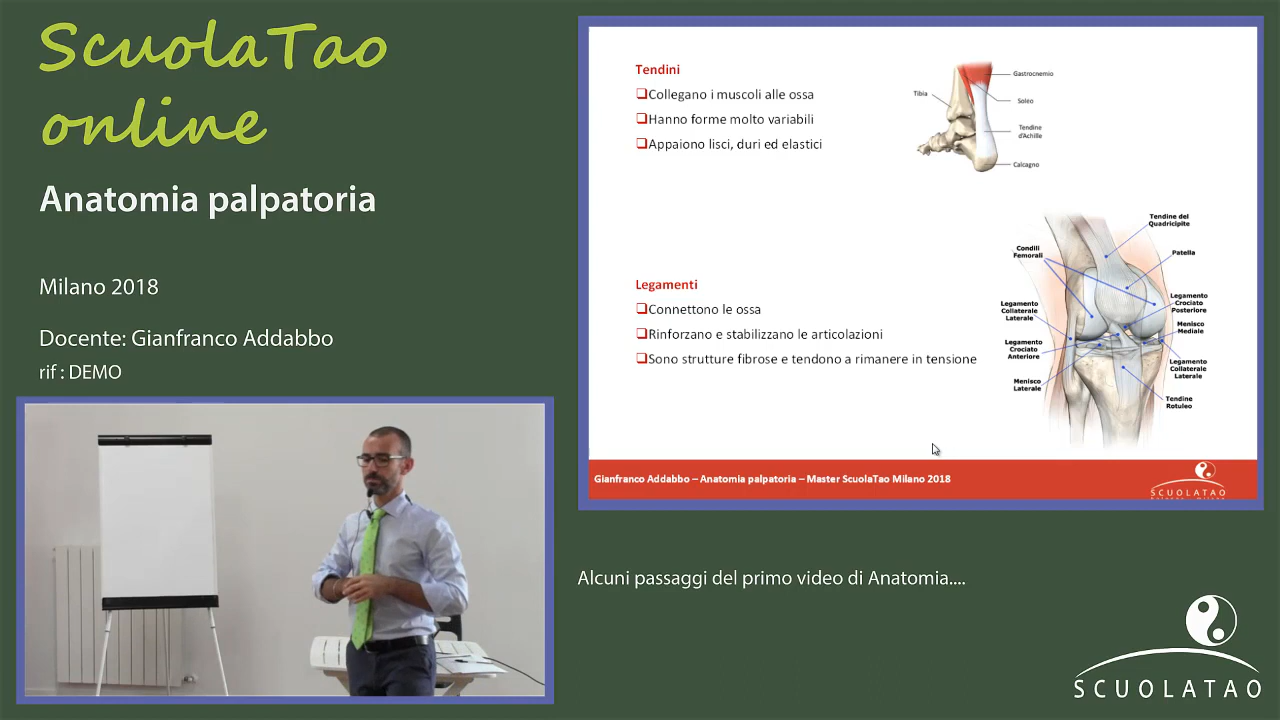 ScuolaTao
online
Anatomia palpatoria
Milano 2018
Docente: Gianfranco Addabbo
rif : DEMO
Tendini
Collegano i muscoli alle ossa
Hanno forme molto variabili
Appaiono lisci, duri ed elastici
Gastrocnemio
Tibia
Soleo
Tendine
d'Achille
Calcagno
Legamenti
Connettono le ossa
Rinforzano e stabilizzano le articolazioni
Sono strutture fibrose e tendono a rimanere in tensione
Tendine del
Quadricipite
Condili
Femorali
Patella
Legamento
Collaterale
Laterale
Legamento
Crociato
Posteriore
Menisco
Mediale
Legamento
Crociato
Anteriore
Legamento
Collaterale
Laterale
Menisco
Laterale
Tendine
Rotuleo
Gianfranco Addabbo – Anatomia palpatoria – Master ScuolaTao Milano 2018
SCUOLATAO
Alcuni passaggi del primo video di Anatomia....
SCUOLATAO